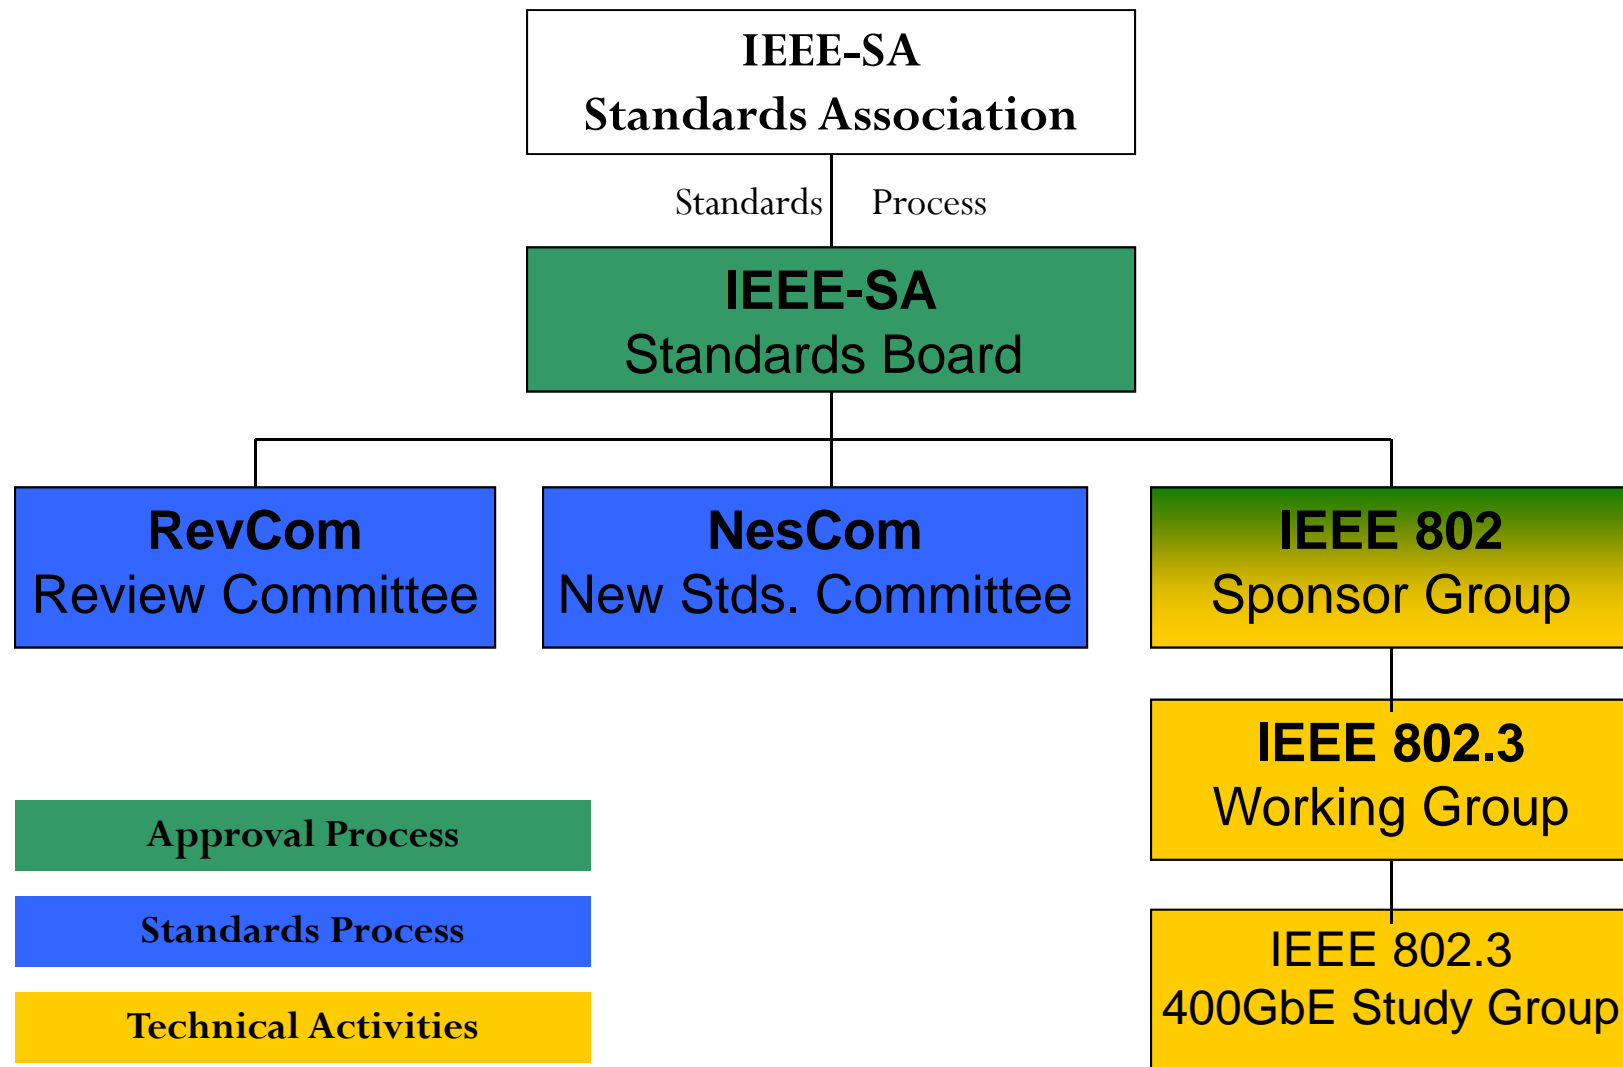 IEEE-SA
Standards Association
Standards Process
IEEE-SA
Standards Board
RevCom
Review Committee
NesCom
New Stds. Committee
IEEE 802
Sponsor Group
IEEE 802.3
Working Group
IEEE 802.3
400GbE Study Group
Approval Process
Standards Process
Technical Activities